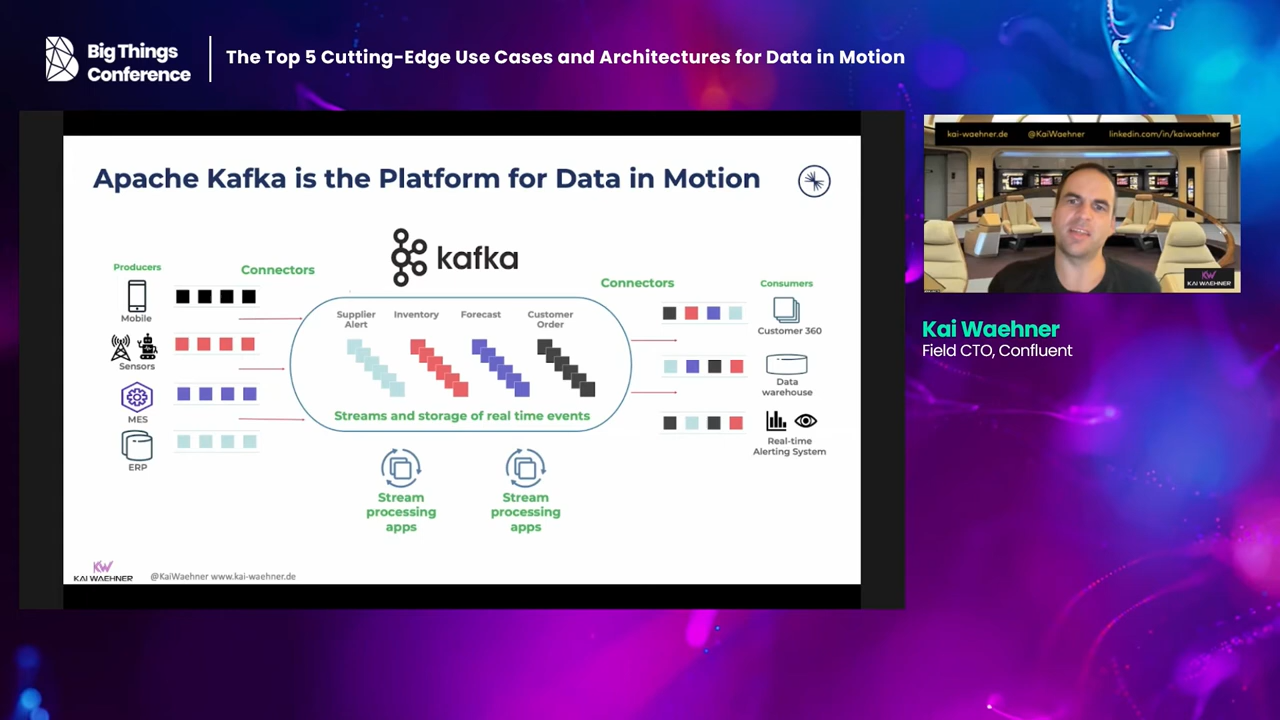 Big Things
Conference
The Top 5 Cutting-Edge Use Cases and Architectures for Data in Motion
Apache Kafka is the Platform for Data in Motion
kafka
Producers
Connectors
Mobile
Sensors
MES
ERP
Supplier
Alert
Inventory
Forecast
Customer
Order
Streams and storage of real time events
Stream
processing
apps
Stream
processing
apps
Connectors
Consumers
Customer 360
Data
warehouse
Real-time
Alerting System
KW
KAI WAEHNER
@KaiWaehner www.kai-waehner.de
kai-waehner.de
@KaiWaehner
linkedin.com/in/kaiwaehner
KW
KAI WAEHNER
Kai Waehner
Field CTO, Confluent